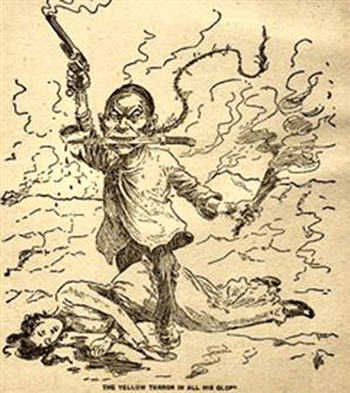 THE YELLOW TERROR IN ALL HIS GLORY